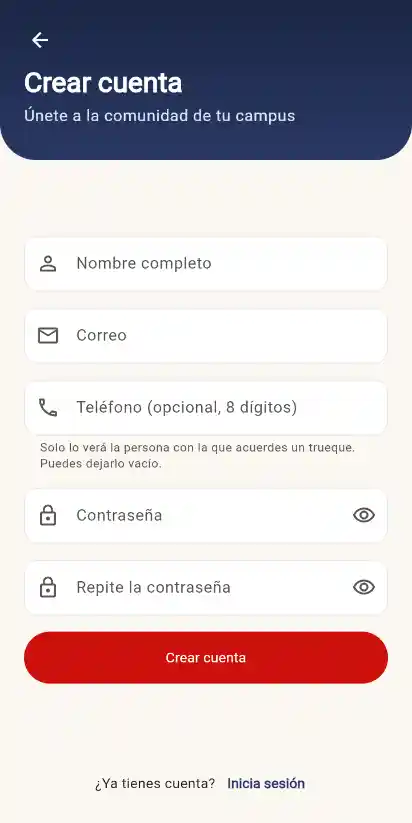 Crear cuenta
Únete a la comunidad de tu campus
Nombre completo
Correo
Teléfono (opcional, 8 dígitos)
Solo lo verá la persona con la que acuerdes un trueque.
Puedes dejarlo vacío.
Contraseña
Repite la contraseña
Crear cuenta
¿Ya tienes cuenta? Inicia sesión